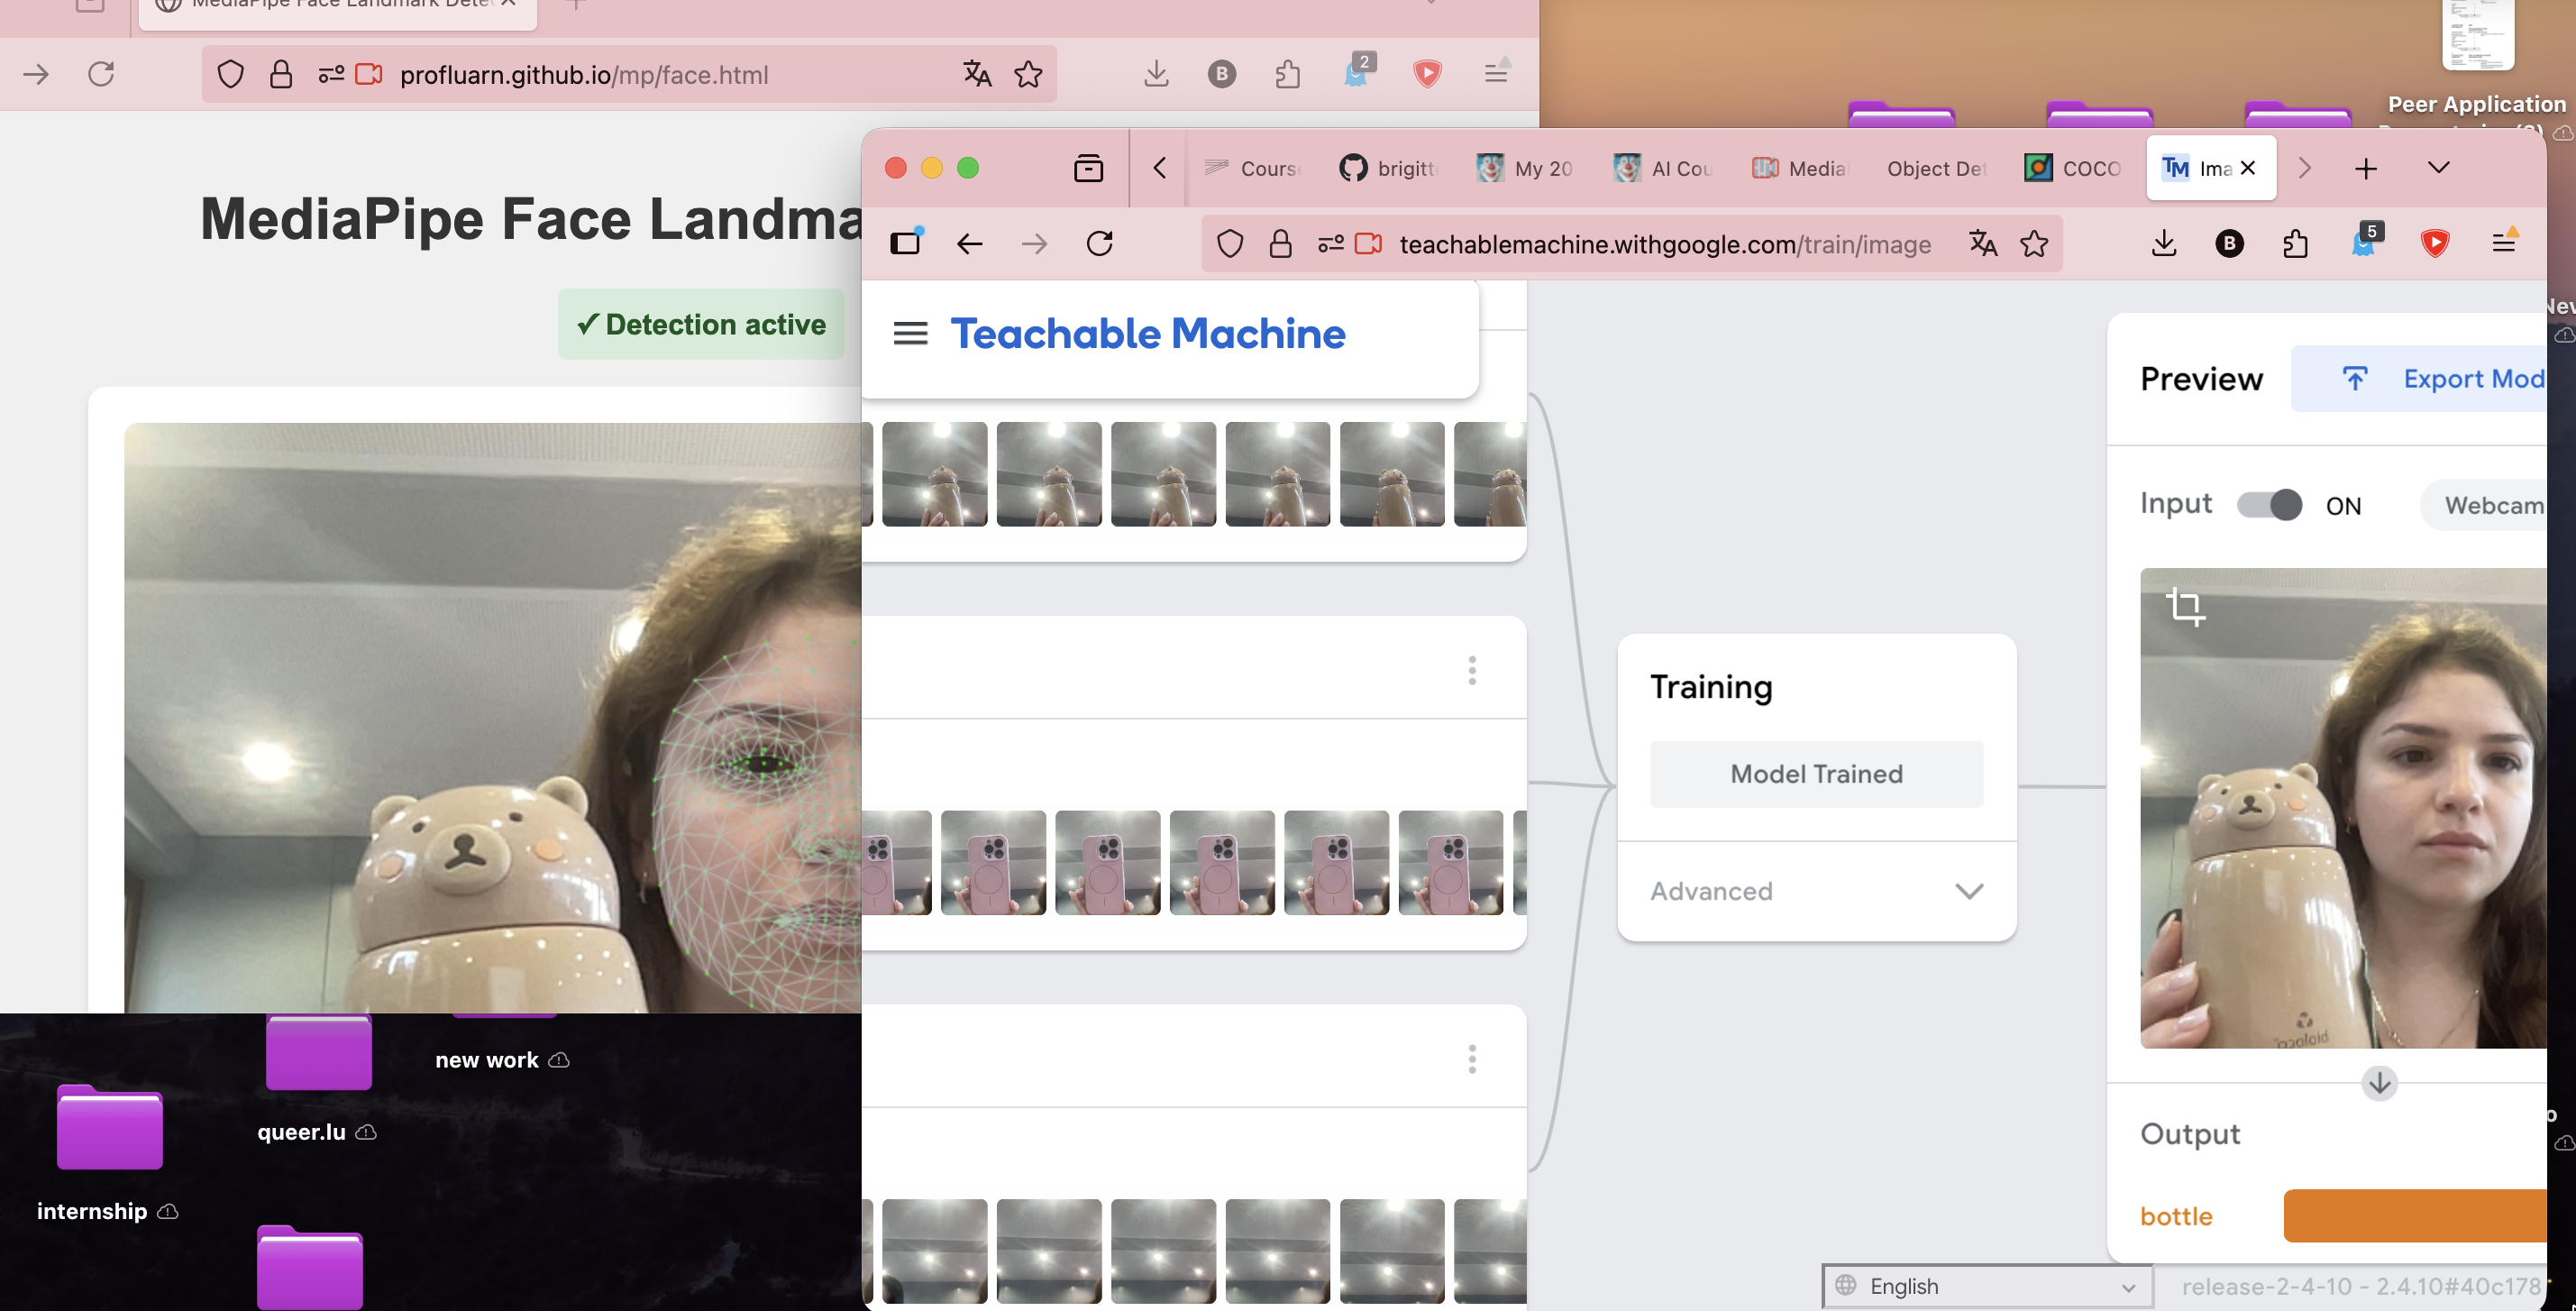 MediaPipe Face Landmark Dete
profluarn.github.io/mp/face.html
B
2
MediaPipe Face Landma
✓ Detection active
Peer Application
Cours
brigitt
My 20
AI Cou
Media
Object Det
COCO
TM Ima
teachablemachine.withgoogle.com/train/image
B
5
Teachable Machine
Preview
Export Mod
Input
ON
Webcam
Training
Model Trained
Advanced
Output
bottle
English
release-2-4-10 - 2.4.10#40c178
new work
queer.lu
internship